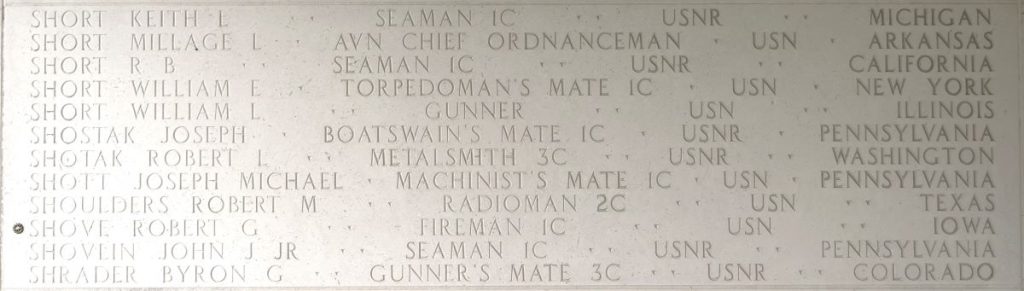 SHORT KEITH L · · SEAMAN 1C · · USNR · · MICHIGAN
SHORT MILLAGE L · AVN CHIEF ORDNANCEMAN · USN · ARKANSAS
SHORT R B · · SEAMAN 1C · · USNR · · CALIFORNIA
SHORT WILLIAM E · TORPEDOMAN'S MATE 1C · USN · NEW YORK
SHORT WILLIAM L · · GUNNER · · USN · · ILLINOIS
SHOSTAK JOSEPH · BOATSWAIN'S MATE 1C · USNR · PENNSYLVANIA
SHOTAK ROBERT L · · METALSMITH 3C · · USNR · · WASHINGTON
SHOTT JOSEPH MICHAEL · MACHINIST'S MATE 1C · USN · PENNSYLVANIA
SHOULDERS ROBERT M · · RADIOMAN 2C · · USN · · TEXAS
SHOVE ROBERT G · · FIREMAN 1C · · USN · · IOWA
SHOVEIN JOHN J JR · · SEAMAN 1C · · USNR · · PENNSYLVANIA
SHRADER BYRON G · · GUNNER'S MATE 3C · · USNR · · COLORADO